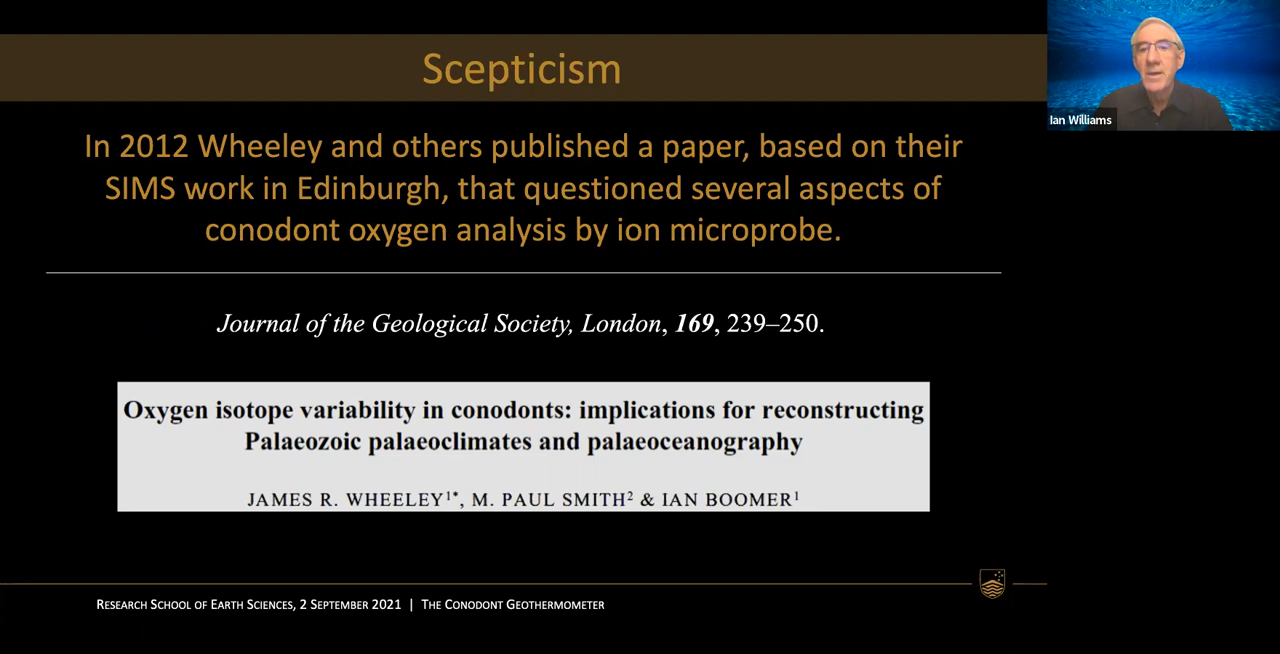 Scepticism
In 2012 Wheeley and others published a paper, based on their
SIMS work in Edinburgh, that questioned several aspects of
conodont oxygen analysis by ion microprobe.
Journal of the Geological Society, London, 169, 239–250.
Oxygen isotope variability in conodonts: implications for reconstructing
Palaeozoic palaeoclimates and palaeoceanography
JAMES R. WHEELEY1*, M. PAUL SMITH2 & IAN BOOMER1
RESEARCH SCHOOL OF EARTH SCIENCES, 2 SEPTEMBER 2021 | THE CONODONT GEOTHERMOMETER
Ian Williams